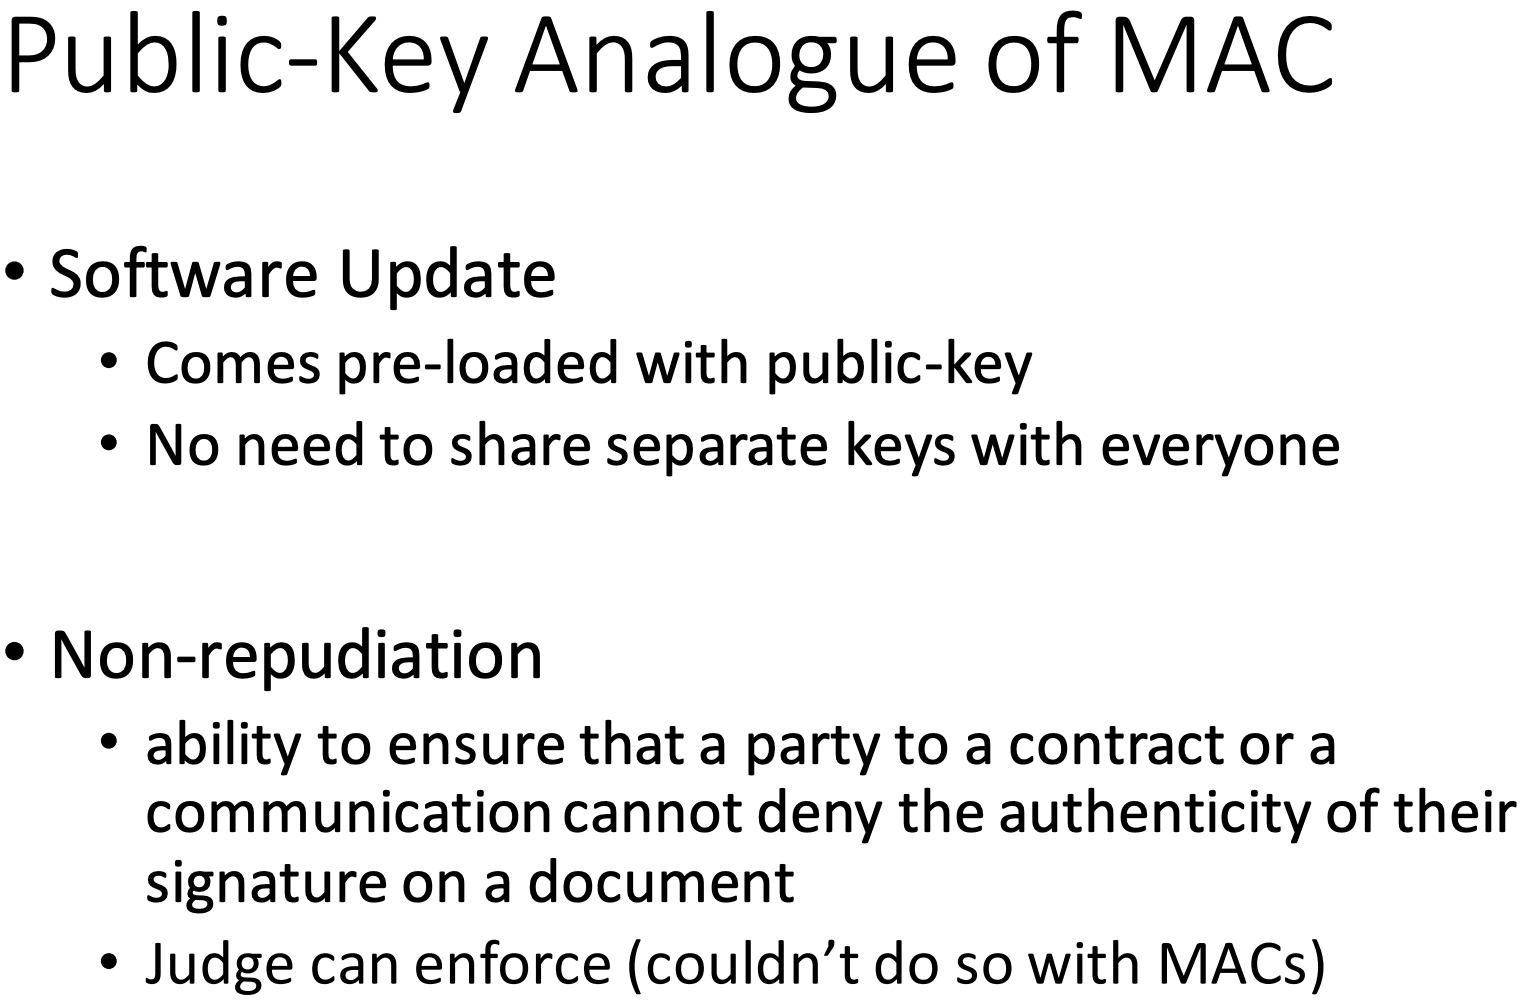 Public-Key Analogue of MAC
• Software Update
• Comes pre-loaded with public-key
• No need to share separate keys with everyone
• Non-repudiation
• ability to ensure that a party to a contract or a
communication cannot deny the authenticity of their
signature on a document
• Judge can enforce (couldn’t do so with MACs)